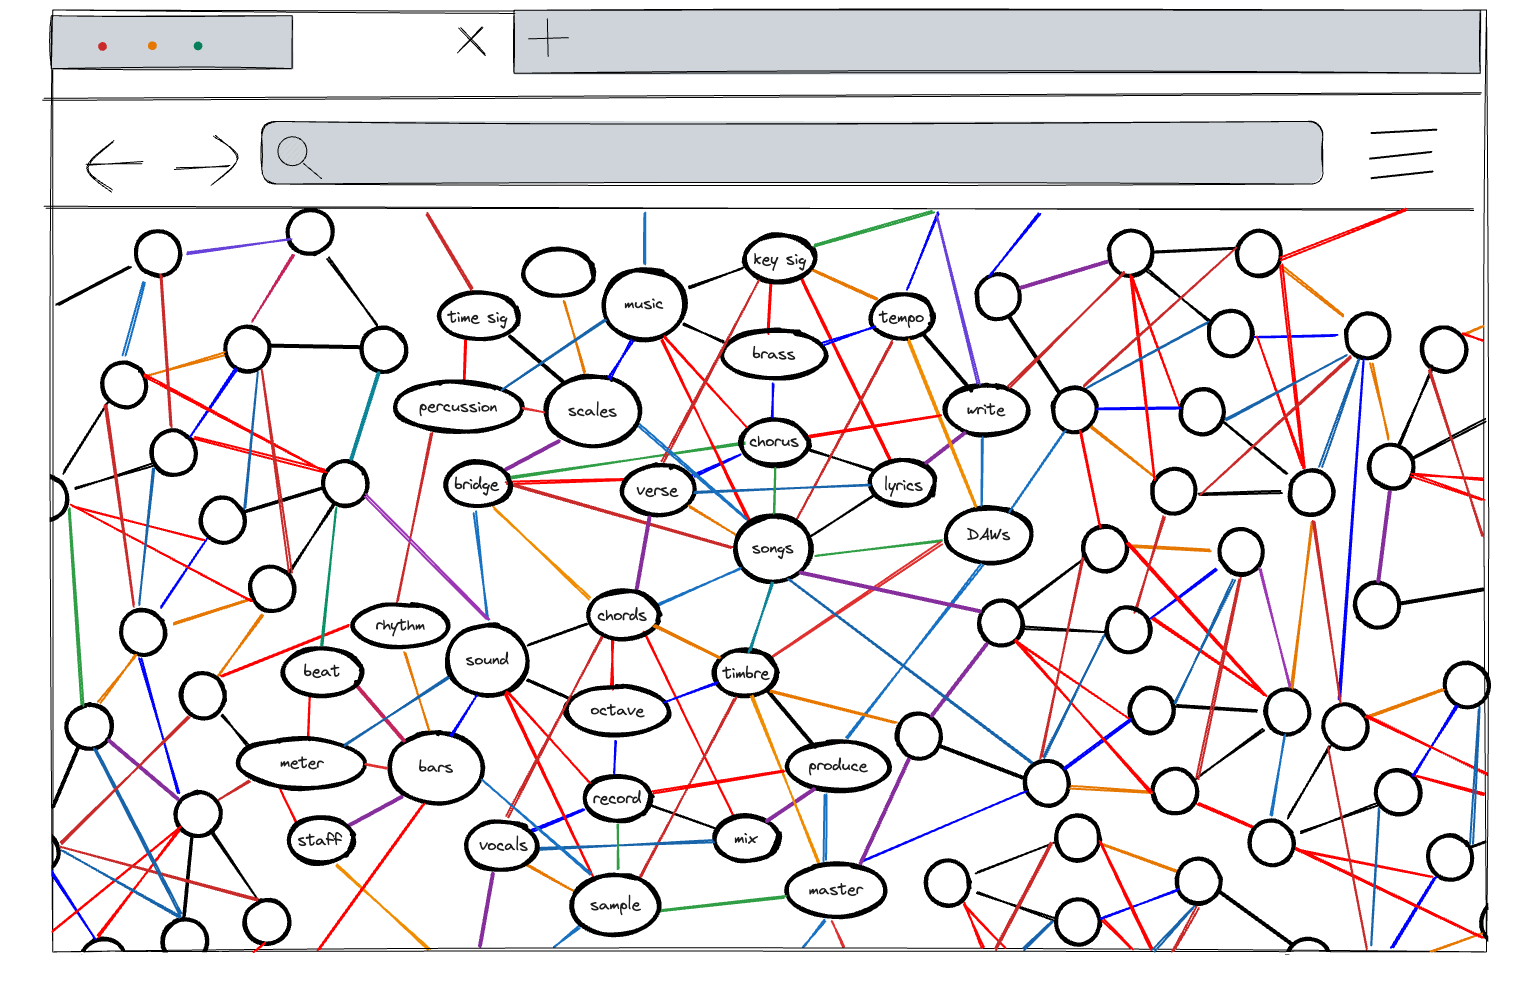 key sig
music
time sig
tempo
brass
percussion
scales
write
chorus
bridge
verse
lyrics
songs
DAWs
chords
rhythm
sound
beat
timbre
octave
meter
bars
produce
record
staff
vocals
mix
sample
master